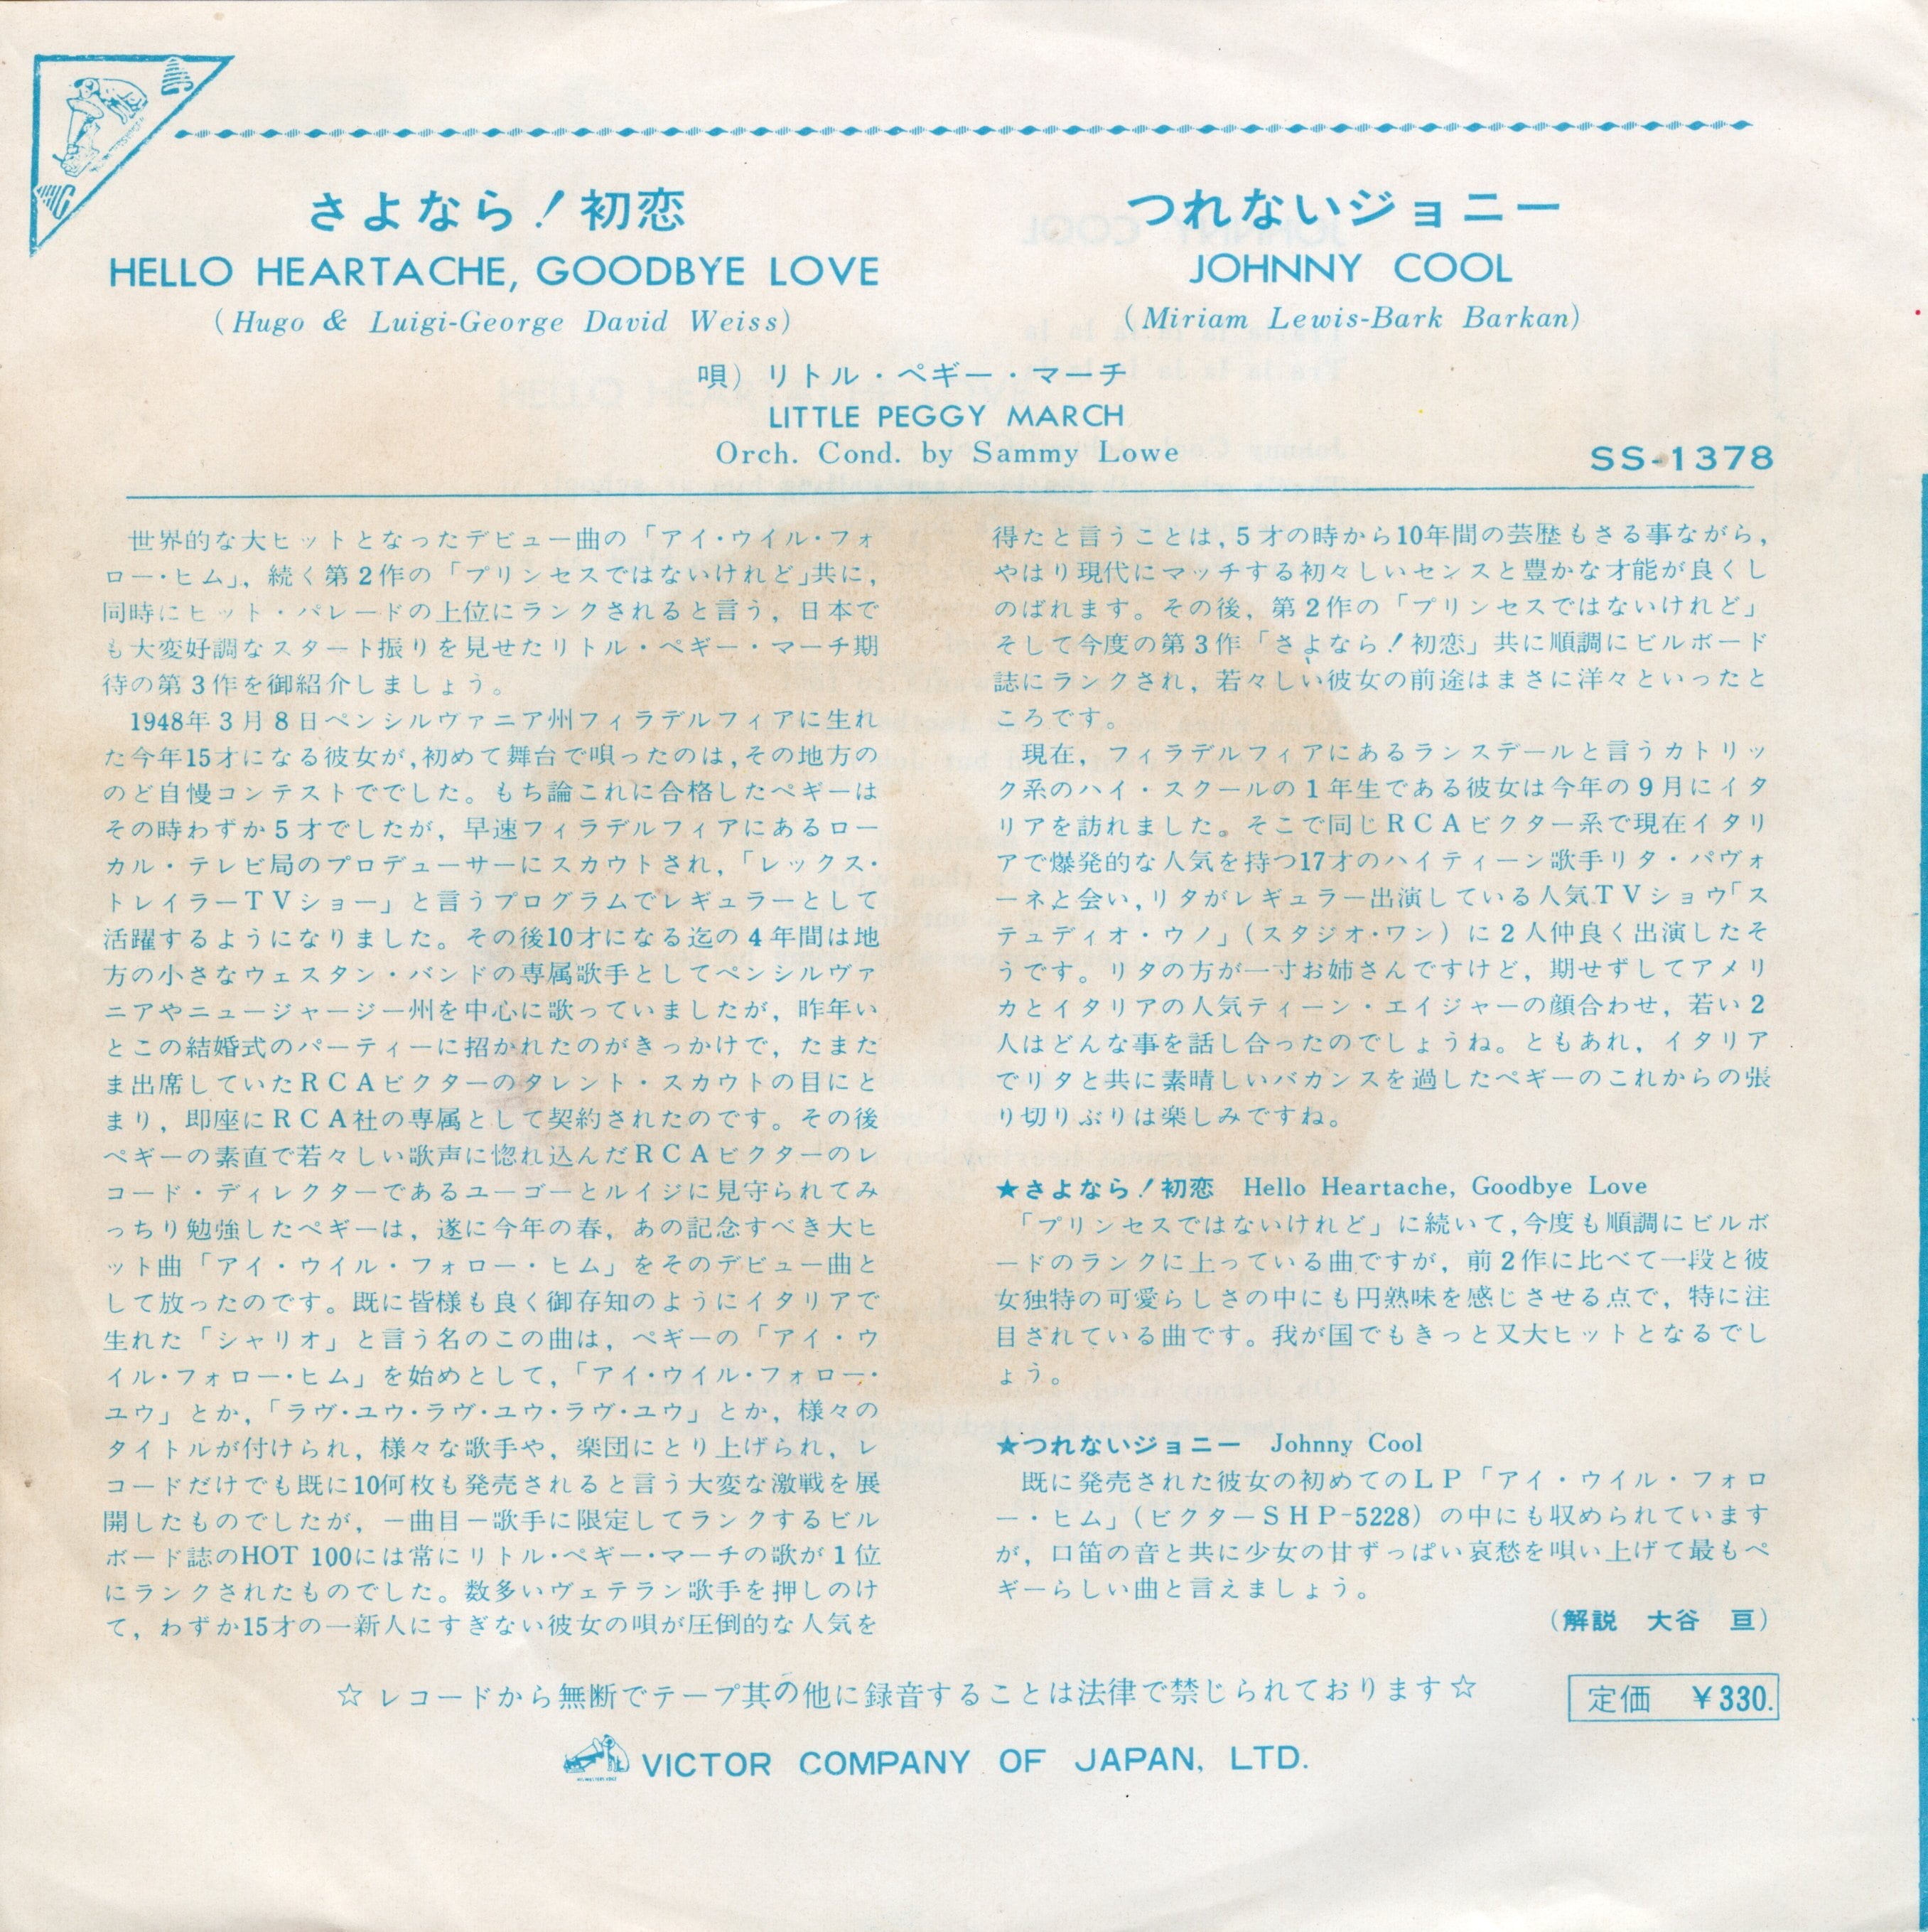 さよなら！初恋
HELLO HEARTACHE, GOODBYE LOVE
(Hugo & Luigi-George David Weiss)
つれないジョニー
JOHNNY COOL
(Miriam Lewis-Bark Barkan)
唄）リトル・ペギー・マーチ
LITTLE PEGGY MARCH
Orch. Cond. by Sammy Lowe
SS-1378
世界的な大ヒットとなったデビュー曲の「アイ・ウイル・フォ
ロー・ヒム」，続く第２作の「プリンセスではないけれど」共に，
同時にヒット・パレードの上位にランクされると言う，日本で
も大変好調なスタート振りを見せたリトル・ペギー・マーチ期
待の第３作を御紹介しましょう。
1948年３月８日ペンシルヴァニア州フィラデルフィアに生れ
た今年15才になる彼女が，初めて舞台で唄ったのは，その地方の
のど自慢コンテストででした。もち論これに合格したペギーは
その時わずか５才でしたが，早速フィラデルフィアにあるロー
カル・テレビ局のプロデューサーにスカウトされ，「レックス・
トレイラーＴＶショー」と言うプログラムでレギュラーとして
活躍するようになりました。その後10才になる迄の４年間は地
方の小さなウェスタン・バンドの専属歌手としてペンシルヴァ
ニアやニュージャージー州を中心に歌っていましたが，昨年い
とこの結婚式のパーティーに招かれたのがきっかけで，たまた
ま出席していたＲＣＡビクターのタレント・スカウトの目にと
まり，即座にＲＣＡ社の専属として契約されたのです。その後
ペギーの素直で若々しい歌声に惚れ込んだＲＣＡビクターのレ
コード・ディレクターであるユーゴーとルイジに見守られてみ
っちり勉強したペギーは，遂に今年の春，あの記念すべき大ヒ
ット曲「アイ・ウイル・フォロー・ヒム」をそのデビュー曲と
して放ったのです。既に皆様も良く御存知のようにイタリアで
生れた「シャリオ」と言う名のこの曲は，ペギーの「アイ・ウ
イル・フォロー・ヒム」を始めとして，「アイ・ウイル・フォロー・
ユウ」とか，「ラヴ・ユウ・ラヴ・ユウ・ラヴ・ユウ」とか，様々の
タイトルが付けられ，様々な歌手や，楽団にとり上げられ，レ
コードだけでも既に10何枚も発売されると言う大変な激戦を展
開したものでしたが，一曲目一歌手に限定してランクするビル
ボード誌のHOT 100には常にリトル・ペギー・マーチの歌が１位
にランクされたものでした。数多いヴェテラン歌手を押しのけ
て，わずか15才の一新人にすぎない彼女の唄が圧倒的な人気を
得たと言うことは，５才の時から10年間の芸歴もさる事ながら，
やはり現代にマッチする初々しいセンスと豊かな才能が良くし
のばれます。その後，第２作の「プリンセスではないけれど」
そして今度の第３作「さよなら！初恋」共に順調にビルボード
誌にランクされ，若々しい彼女の前途はまさに洋々といったと
ころです。
現在，フィラデルフィアにあるランスデールと言うカトリッ
ク系のハイ・スクールの１年生である彼女は今年の９月にイタ
リアを訪れました。そこで同じＲＣＡビクター系で現在イタリ
アで爆発的な人気を持つ17才のハイティーン歌手リタ・パヴォ
ーネと会い，リタがレギュラー出演している人気ＴＶショウ「ス
テュディオ・ウノ」（スタジオ・ワン）に２人仲良く出演したそ
うです。リタの方が一寸お姉さんですけど，期せずしてアメリ
カとイタリアの人気ティーン・エイジャーの顔合わせ，若い２
人はどんな事を話し合ったのでしょうね。ともあれ，イタリア
でリタと共に素晴しいバカンスを過したペギーのこれからの張
り切りぶりは楽しみですね。
★さよなら！初恋　Hello Heartache, Goodbye Love
「プリンセスではないけれど」に続いて，今度も順調にビルボ
ードのランクに上っている曲ですが，前２作に比べて一段と彼
女独特の可愛らしさの中にも円熟味を感じさせる点で，特に注
目されている曲です。我が国でもきっと又大ヒットとなるでし
ょう。
★つれないジョニー　Johnny Cool
既に発売された彼女の初めてのＬＰ「アイ・ウイル・フォロ
ー・ヒム」（ビクターＳＨＰ-5228）の中にも収められています
が，口笛の音と共に少女の甘ずっぱい哀愁を唄い上げて最もペ
ギーらしい曲と言えましょう。
（解説　大谷　亘）
☆レコードから無断でテープ其の他に録音することは法律で禁じられております☆
定価　￥330.
VICTOR COMPANY OF JAPAN, LTD.